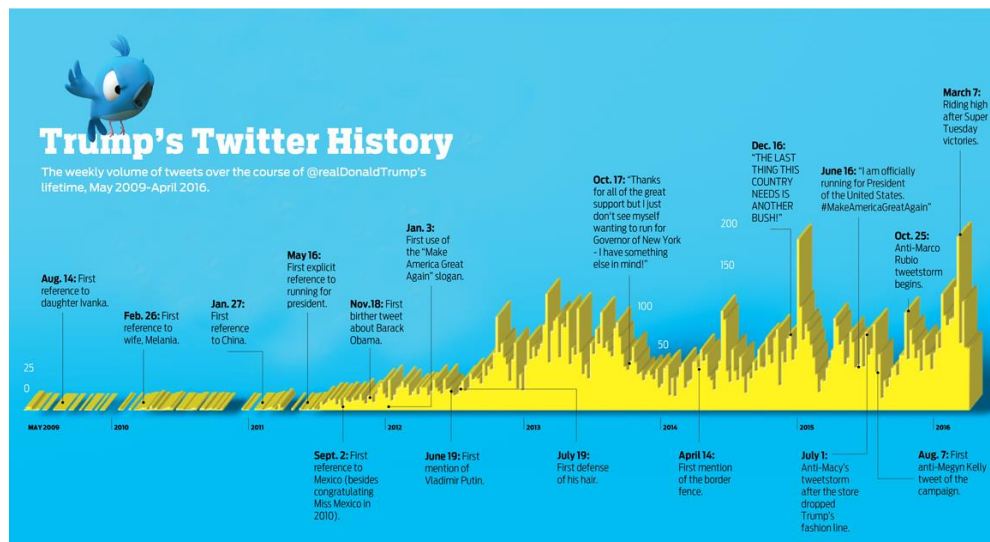 Trump's Twitter History
The weekly volume of tweets over the course of @realDonaldTrump's
lifetime, May 2009-April 2016.
Aug. 14: First
reference to
daughter Ivanka.
Feb. 26: First
reference to
wife, Melania.
Jan. 27:
First
reference
to China.
May 16:
First explicit
reference to
running for
president.
Nov.18: First
birther tweet
about Barack
Obama.
Jan. 3:
First use of
the "Make
America Great
Again" slogan.
Oct. 17: "Thanks
for all of the great
support but I just
don't see myself
wanting to run for
Governor of New York
- I have something
else in mind!"
Dec. 16:
"THE LAST
THING THIS
COUNTRY
NEEDS IS
ANOTHER
BUSH!"
June 16: "I am officially
running for President
of the United States.
#MakeAmericaGreatAgain"
Oct. 25:
Anti-Marco
Rubio
tweetstorm
begins.
March 7:
Riding high
after Super
Tuesday
victories.
200
150
100
50
25
0
MAY 2009
2010
2011
2012
2013
2014
2015
2016
Sept. 2: First
reference to
Mexico (besides
congratulating
Miss Mexico in
2010).
June 19: First
mention of
Vladimir Putin.
July 19:
First defense
of his hair.
April 14:
First mention
of the border
fence.
July 1:
Anti-Macy's
tweetstorm
after the store
dropped
Trump's
fashion line.
Aug. 7: First
anti-Megyn Kelly
tweet of the
campaign.